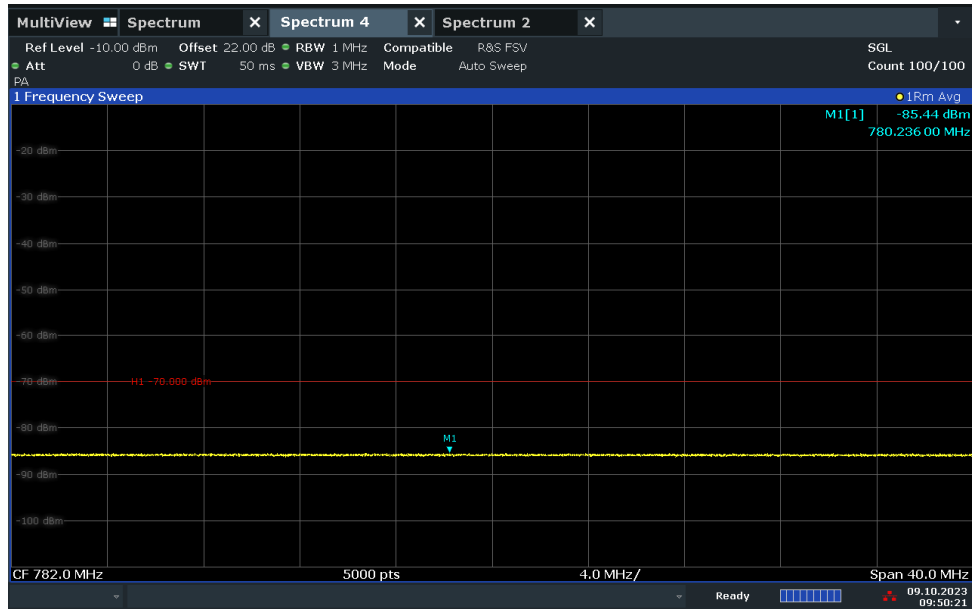 MultiView Spectrum X Spectrum 4 X Spectrum 2 X
Ref Level -10.00 dBm Offset 22.00 dB RBW 1 MHz Compatible R&S FSV SGL
Att 0 dB SWT 50 ms VBW 3 MHz Mode Auto Sweep Count 100/100
PA
1 Frequency Sweep 1Rm Avg
M1[1] -85.44 dBm
780.236 00 MHz
-20 dBm
-30 dBm
-40 dBm
-50 dBm
-60 dBm
-70 dBm H1 -70.000 dBm
-80 dBm
M1
-90 dBm
-100 dBm
CF 782.0 MHz 5000 pts 4.0 MHz/ Span 40.0 MHz
Ready 09.10.2023
09:50:21